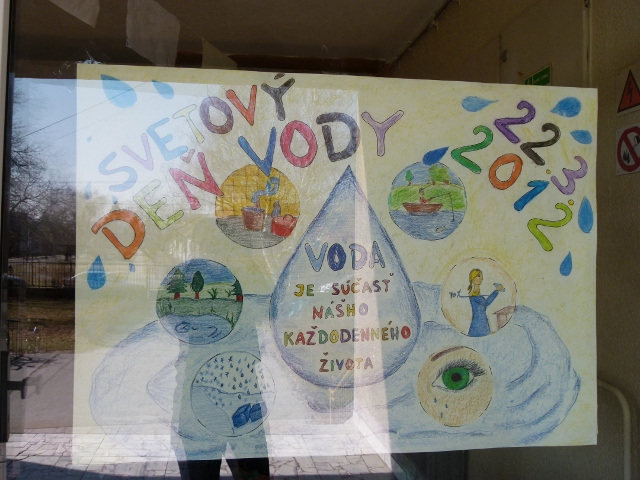 SVETOVÝ
DEŇ VODY
22.3.
2012
VODA
JE SÚČASŤ
NÁŠHO
KAŽDODENNÉHO
ŽIVOTA